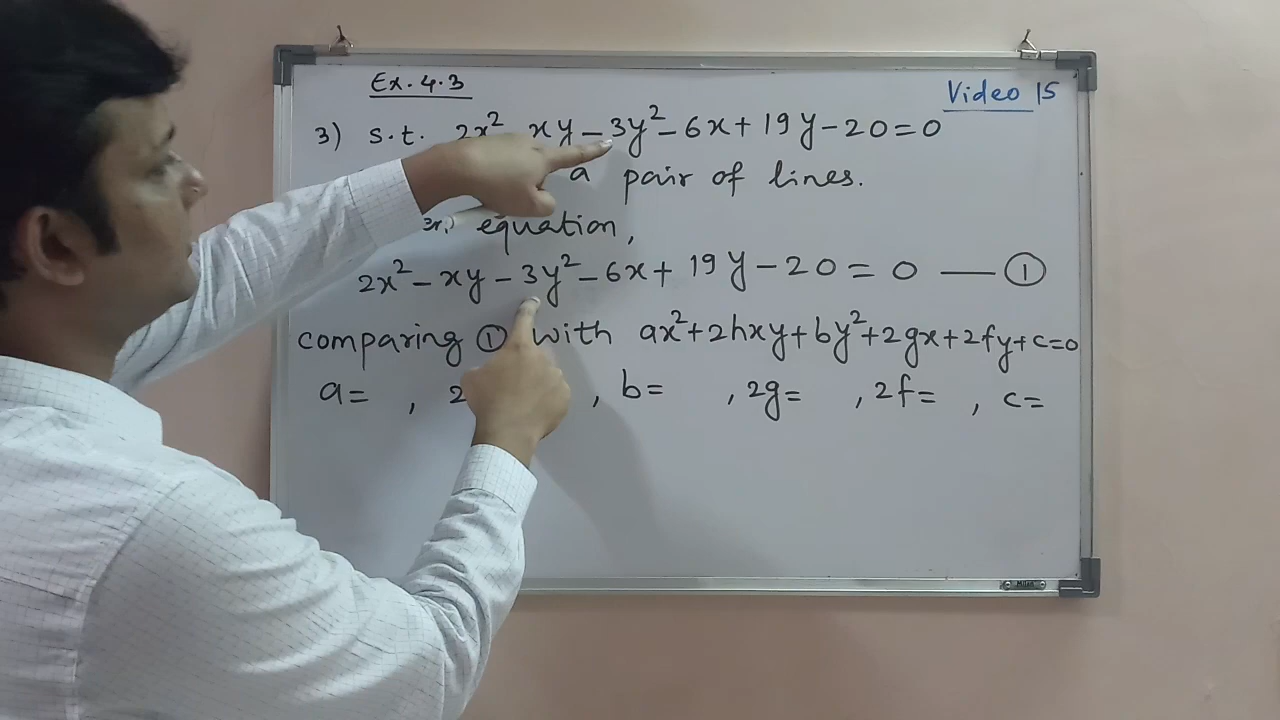 Ex. 4.3
Video 15
3) s.t. 2x² xy - 3y² - 6x + 19y - 20 = 0
a pair of lines.
equation,
2x² - xy - 3y² - 6x + 19y - 20 = 0 — ①
comparing ① with ax² + 2hxy + by² + 2gx + 2fy + c = 0
a= , 2 , b= , 2g= , 2f= , c=